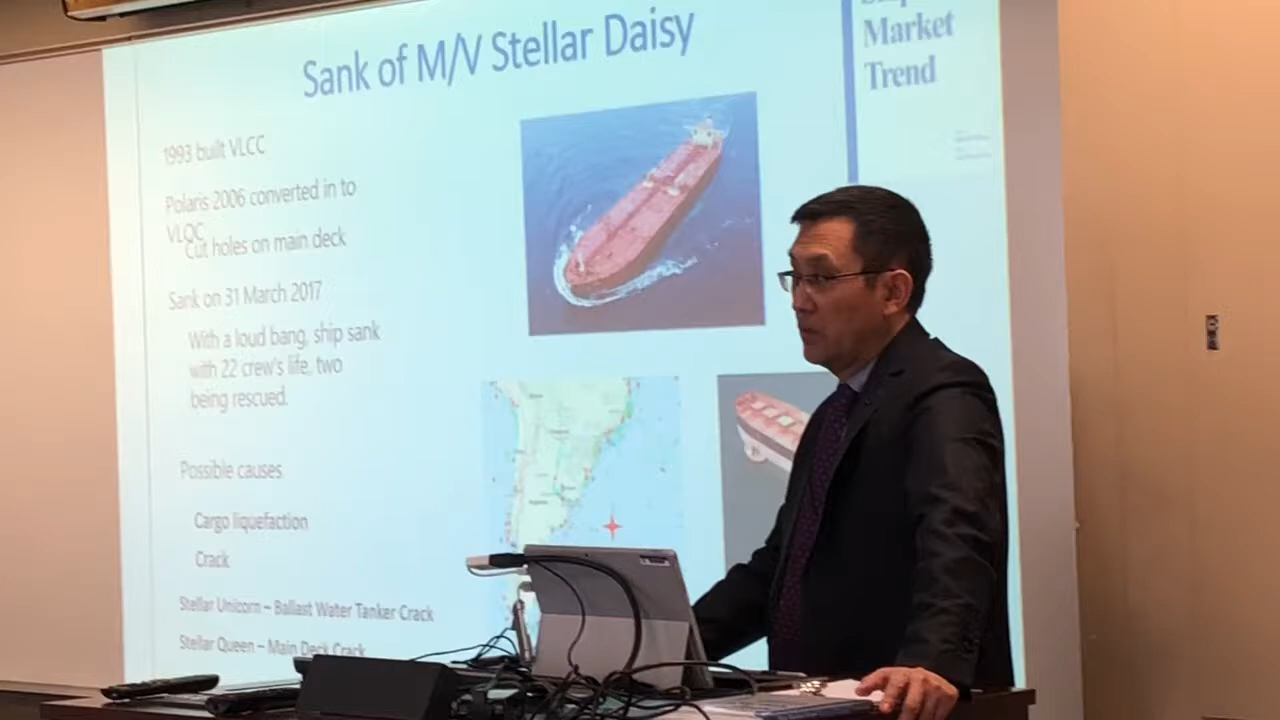 Sank of M/V Stellar Daisy
Market
Trend
1993 built VLCC
Polaris 2006 converted in to
VLOC
Cut holes on main deck
Sank on 31 March 2017
With a loud bang, ship sank
with 22 crew's life, two
being rescued.
Possible causes
Cargo liquefaction
Crack
Stellar Unicorn – Ballast Water Tanker Crack
Stellar Queen – Main Deck Crack